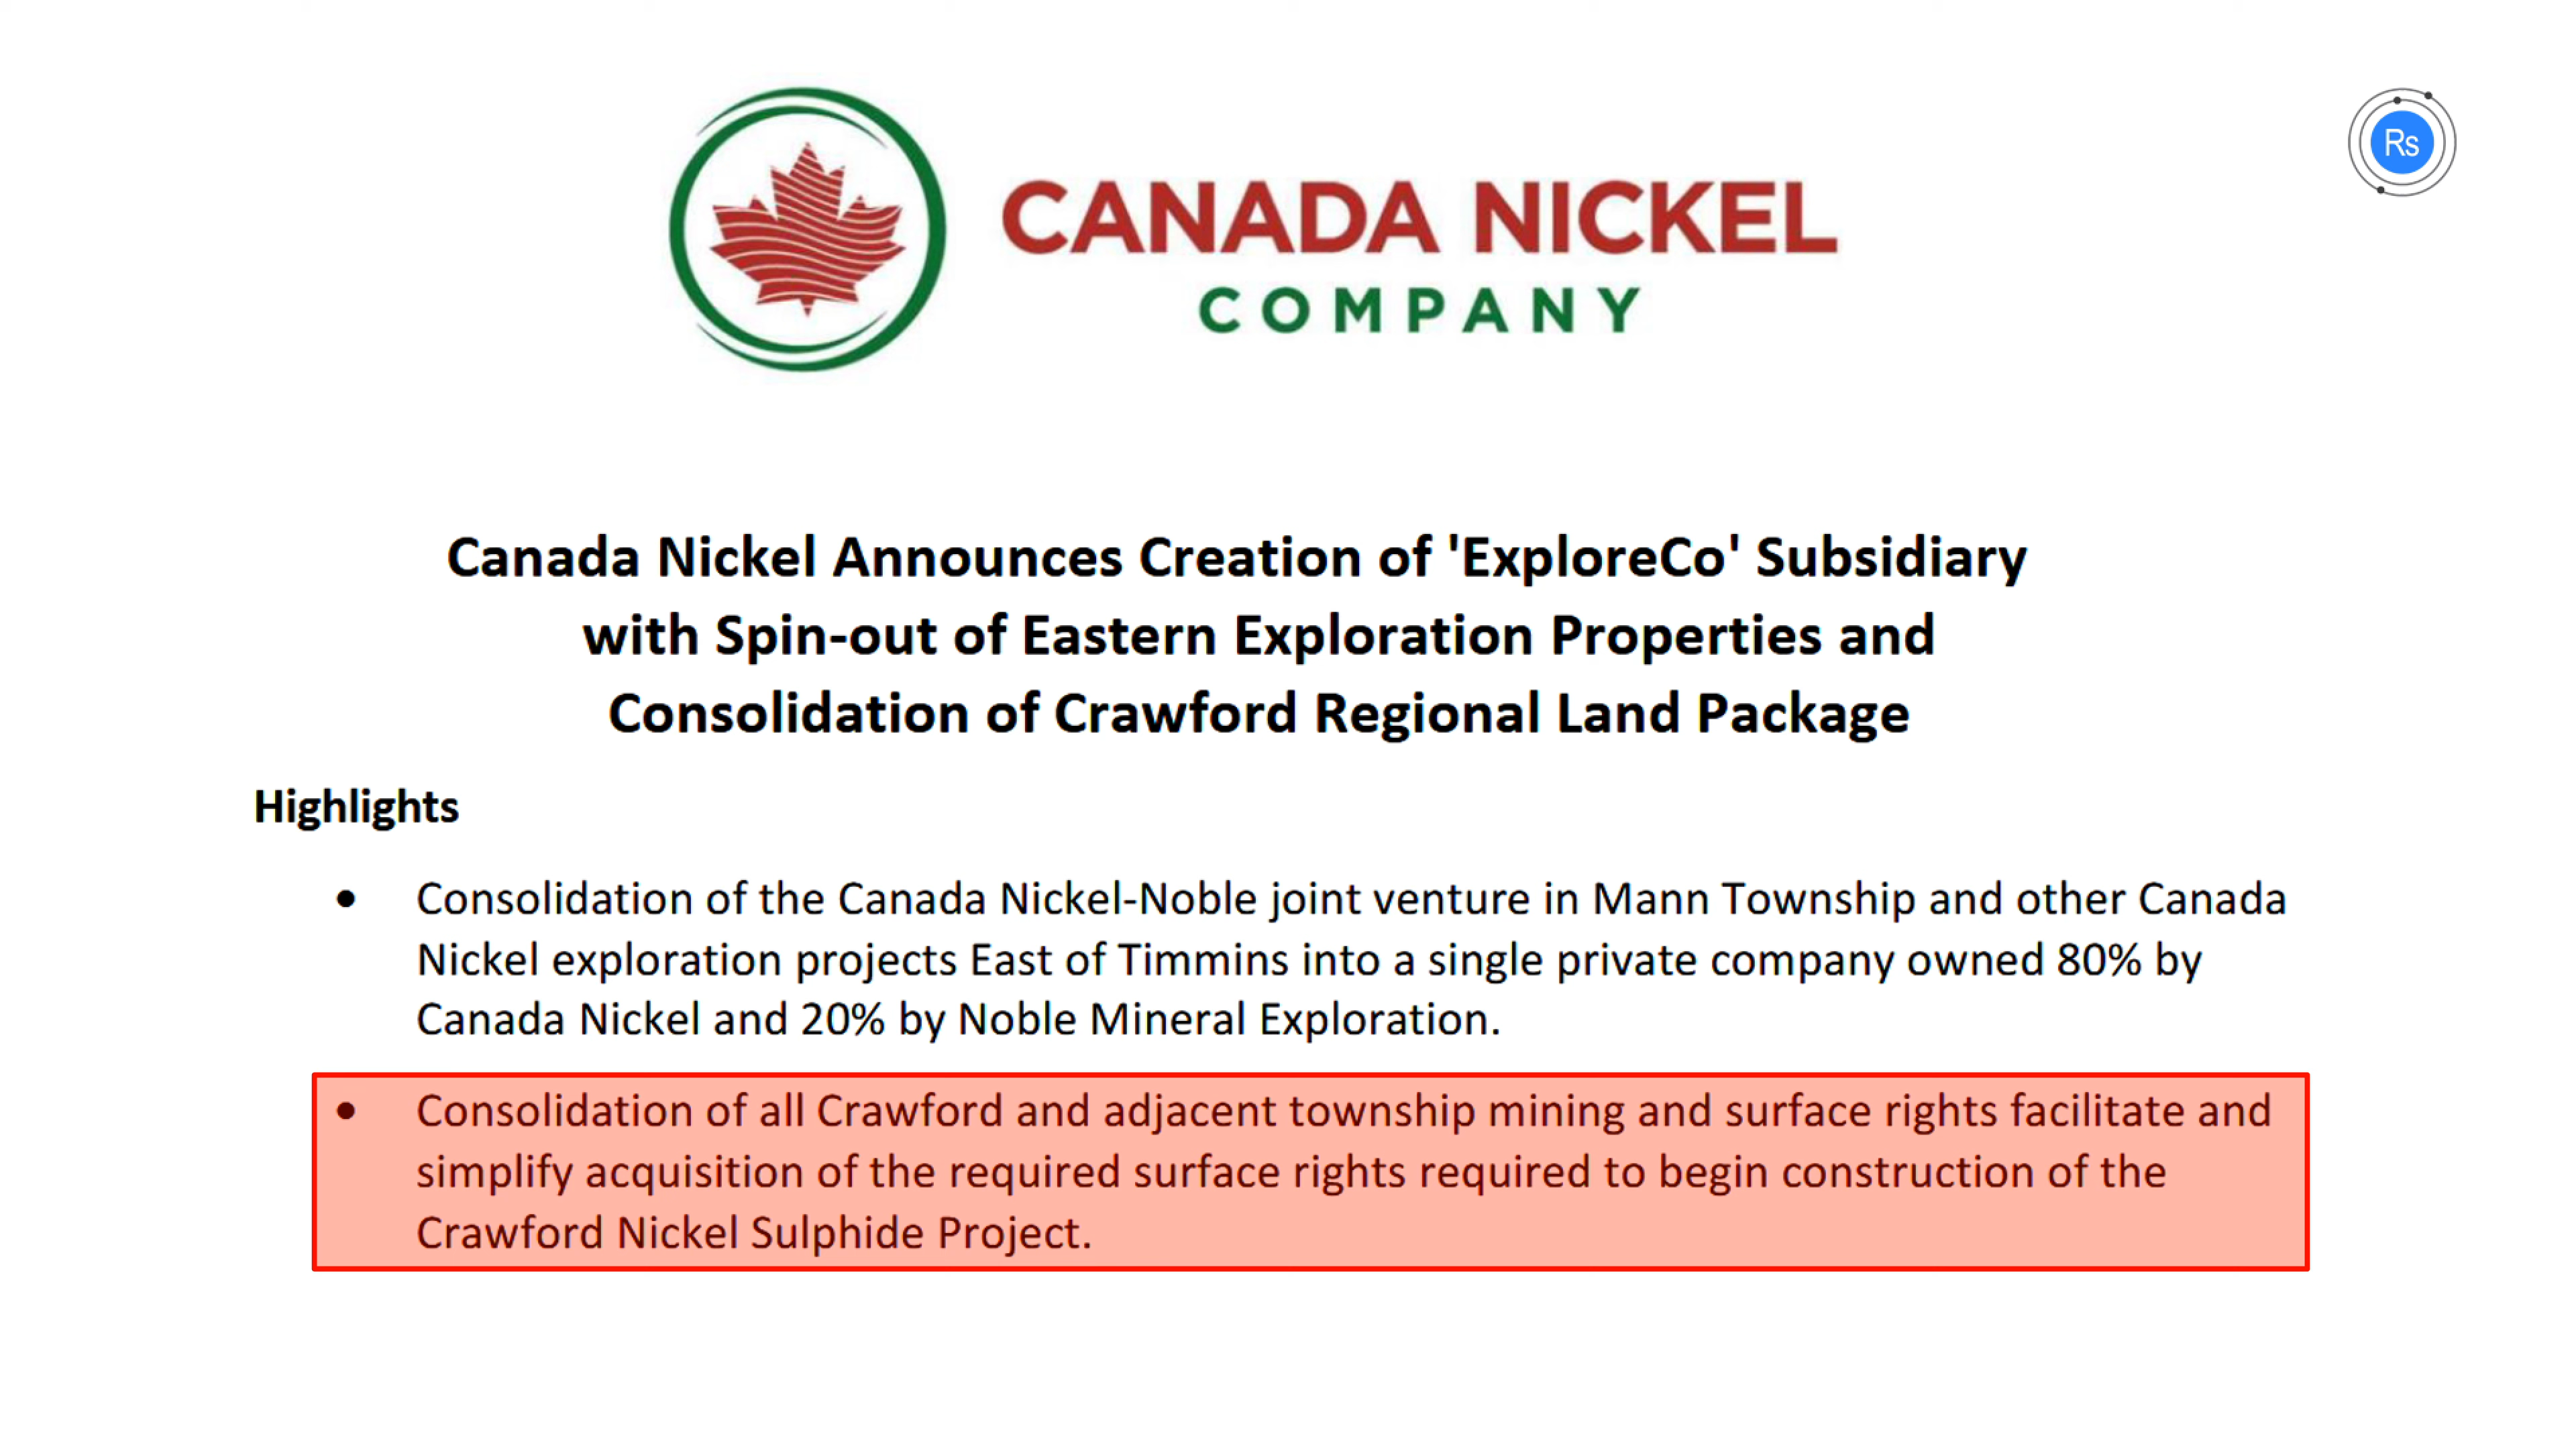 CANADA NICKEL
COMPANY
Rs
Canada Nickel Announces Creation of 'ExploreCo' Subsidiary
with Spin-out of Eastern Exploration Properties and
Consolidation of Crawford Regional Land Package
Highlights
• Consolidation of the Canada Nickel-Noble joint venture in Mann Township and other Canada
Nickel exploration projects East of Timmins into a single private company owned 80% by
Canada Nickel and 20% by Noble Mineral Exploration.
• Consolidation of all Crawford and adjacent township mining and surface rights facilitate and
simplify acquisition of the required surface rights required to begin construction of the
Crawford Nickel Sulphide Project.